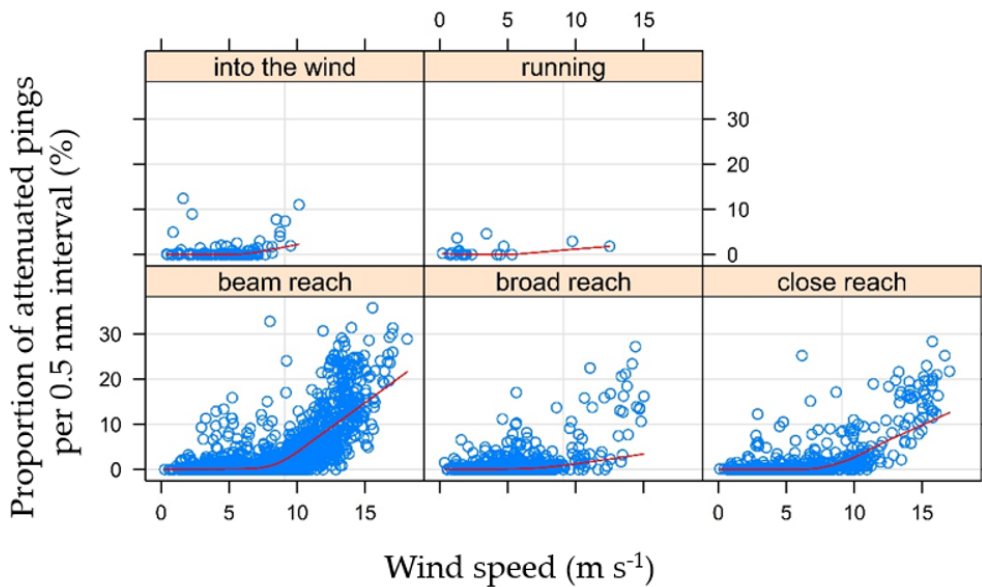 0 5 10 15
into the wind running
30
20
10
0
beam reach broad reach close reach
30
20
10
0
0 5 10 15 0 5 10 15 0 5 10 15
Proportion of attenuated pings
per 0.5 nm interval (%)
Wind speed (m s⁻¹)